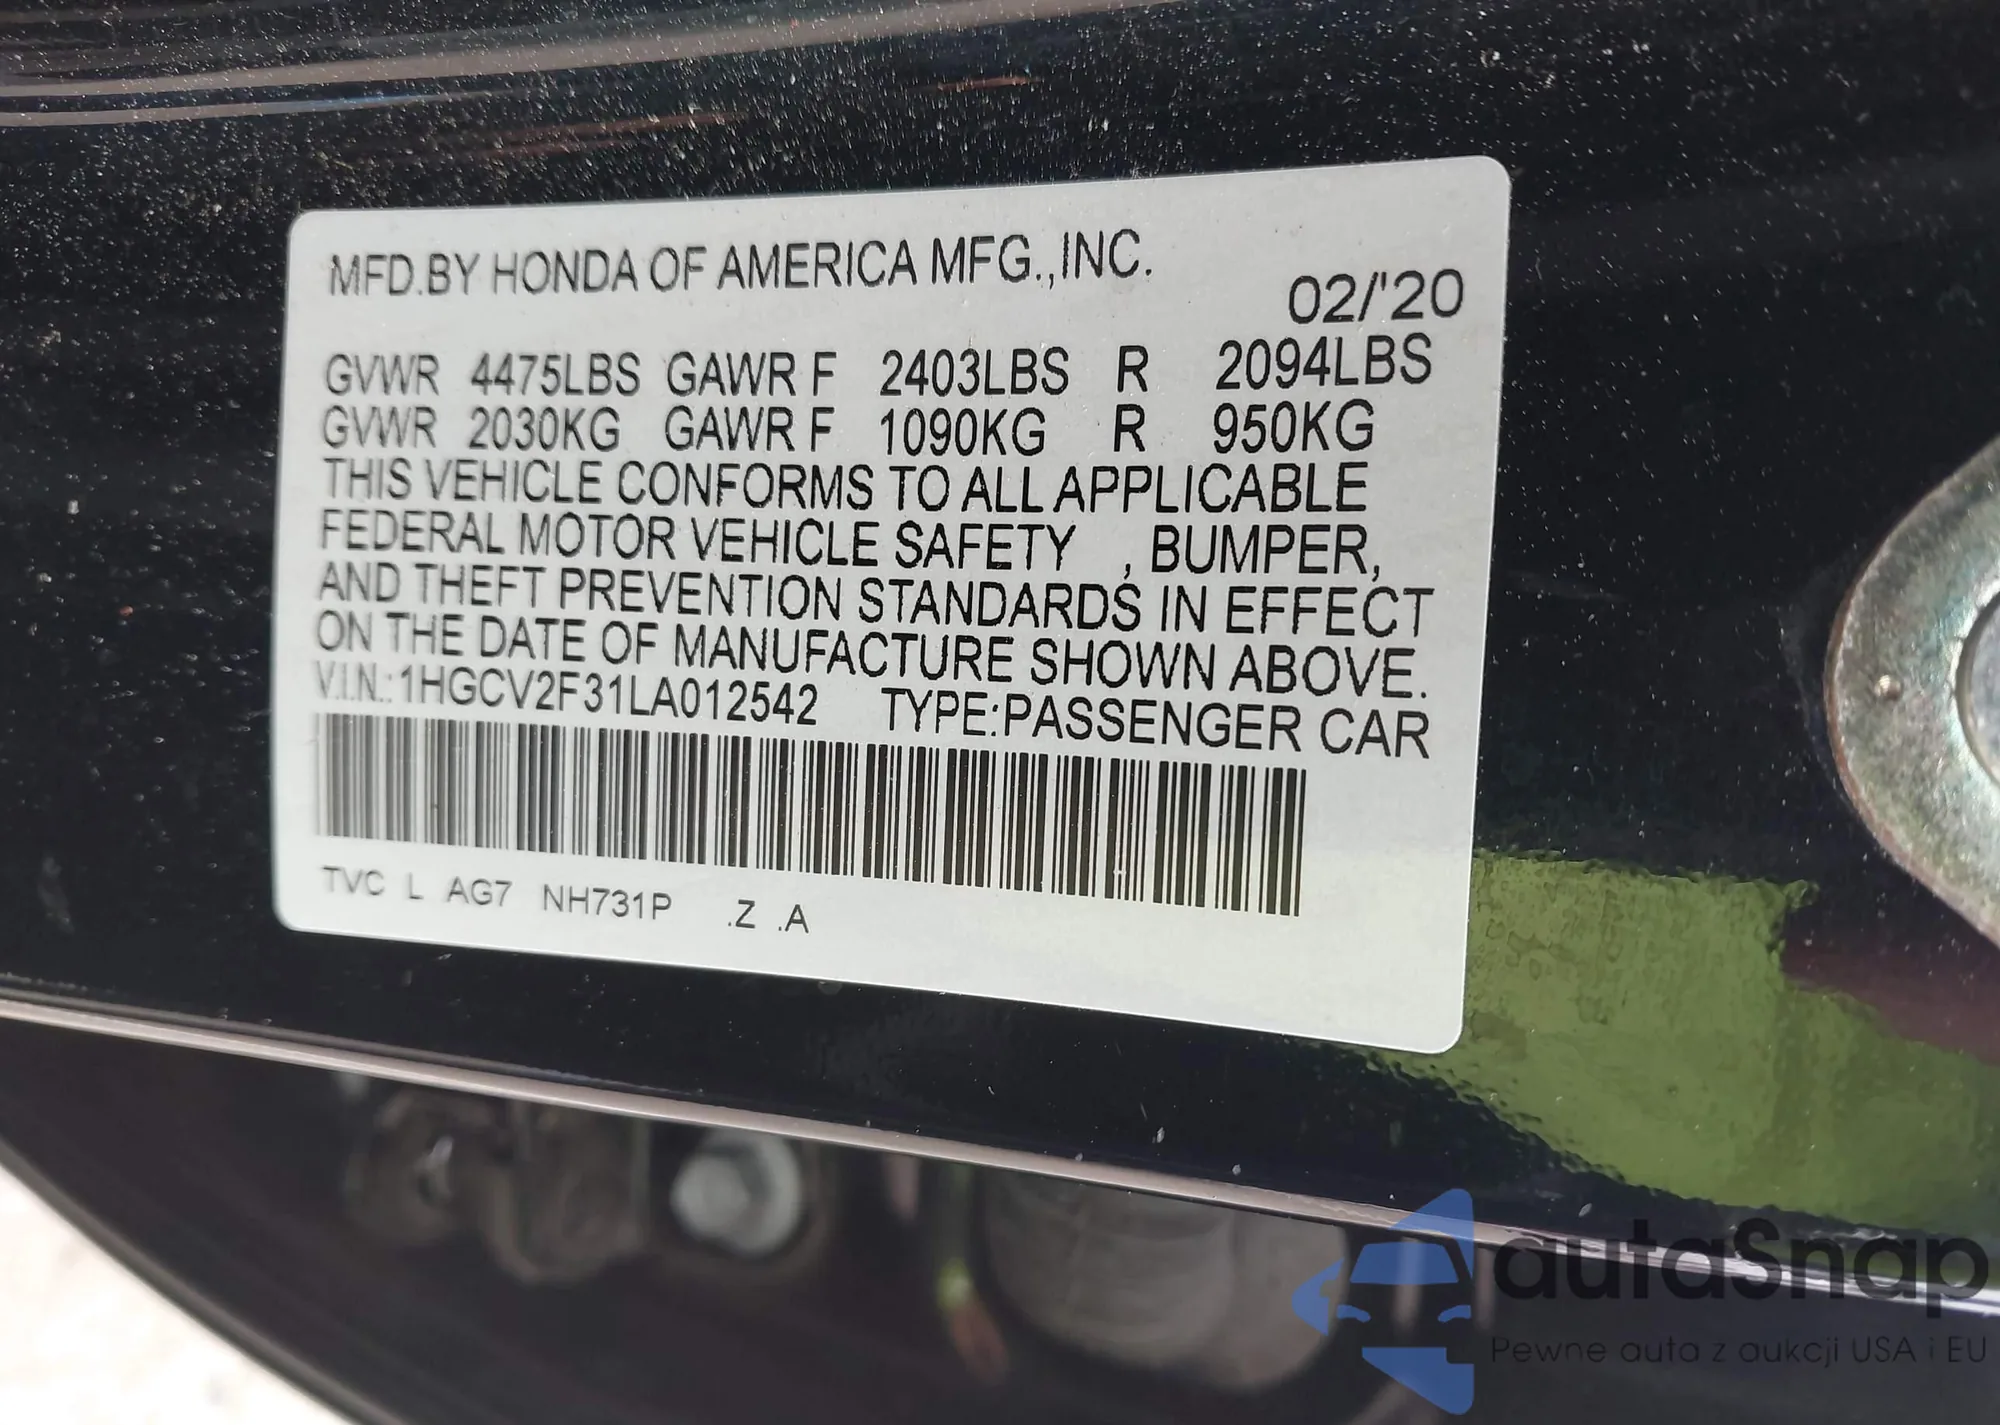 MFD.BY HONDA OF AMERICA MFG.,INC.
02/'20
GVWR 4475LBS GAWR F 2403LBS R 2094LBS
GVWR 2030KG GAWR F 1090KG R 950KG
THIS VEHICLE CONFORMS TO ALL APPLICABLE
FEDERAL MOTOR VEHICLE SAFETY , BUMPER,
AND THEFT PREVENTION STANDARDS IN EFFECT
ON THE DATE OF MANUFACTURE SHOWN ABOVE.
V.I.N.:1HGCV2F31LA012542 TYPE:PASSENGER CAR
TVC L AG7 NH731P .Z .A
autaSnap
Pewne auta z aukcji USA i EU